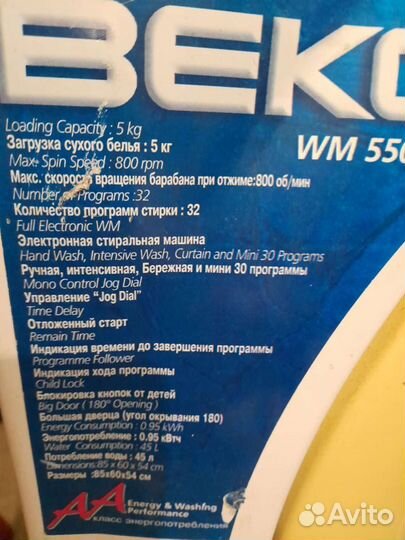 BEKO
Loading Capacity : 5 kg
Загрузка сухого белья : 5 кг
WM 550
Max. Spin Speed : 800 rpm
Макс. скорость вращения барабана при отжиме:800 об/мин
Number of Programs :32
Количество программ стирки : 32
Full Electronic WM
Электронная стиральная машина
Hand Wash, Intensive Wash, Curtain and Mini 30 Programs
Ручная, интенсивная, Бережная и мини 30 программы
Mono Control Jog Dial
Управление "Jog Dial"
Time Delay
Отложенный старт
Remain Time
Индикация времени до завершения программы
Programme Follower
Индикация хода программы
Child Lock
Блокировка кнопок от детей
Big Door ( 180° Opening )
Большая дверца (угол окрывания 180)
Energy Consumption : 0.95 kWh
Энергопотребление : 0.95 кВтч
Water Consumption : 45 L
Потребление воды : 45 л
Dimensions:85 x 60 x 54 cm
Размеры :85x60x54 см
AA Energy & Washing
Performance
класс энергопотребления
Avito